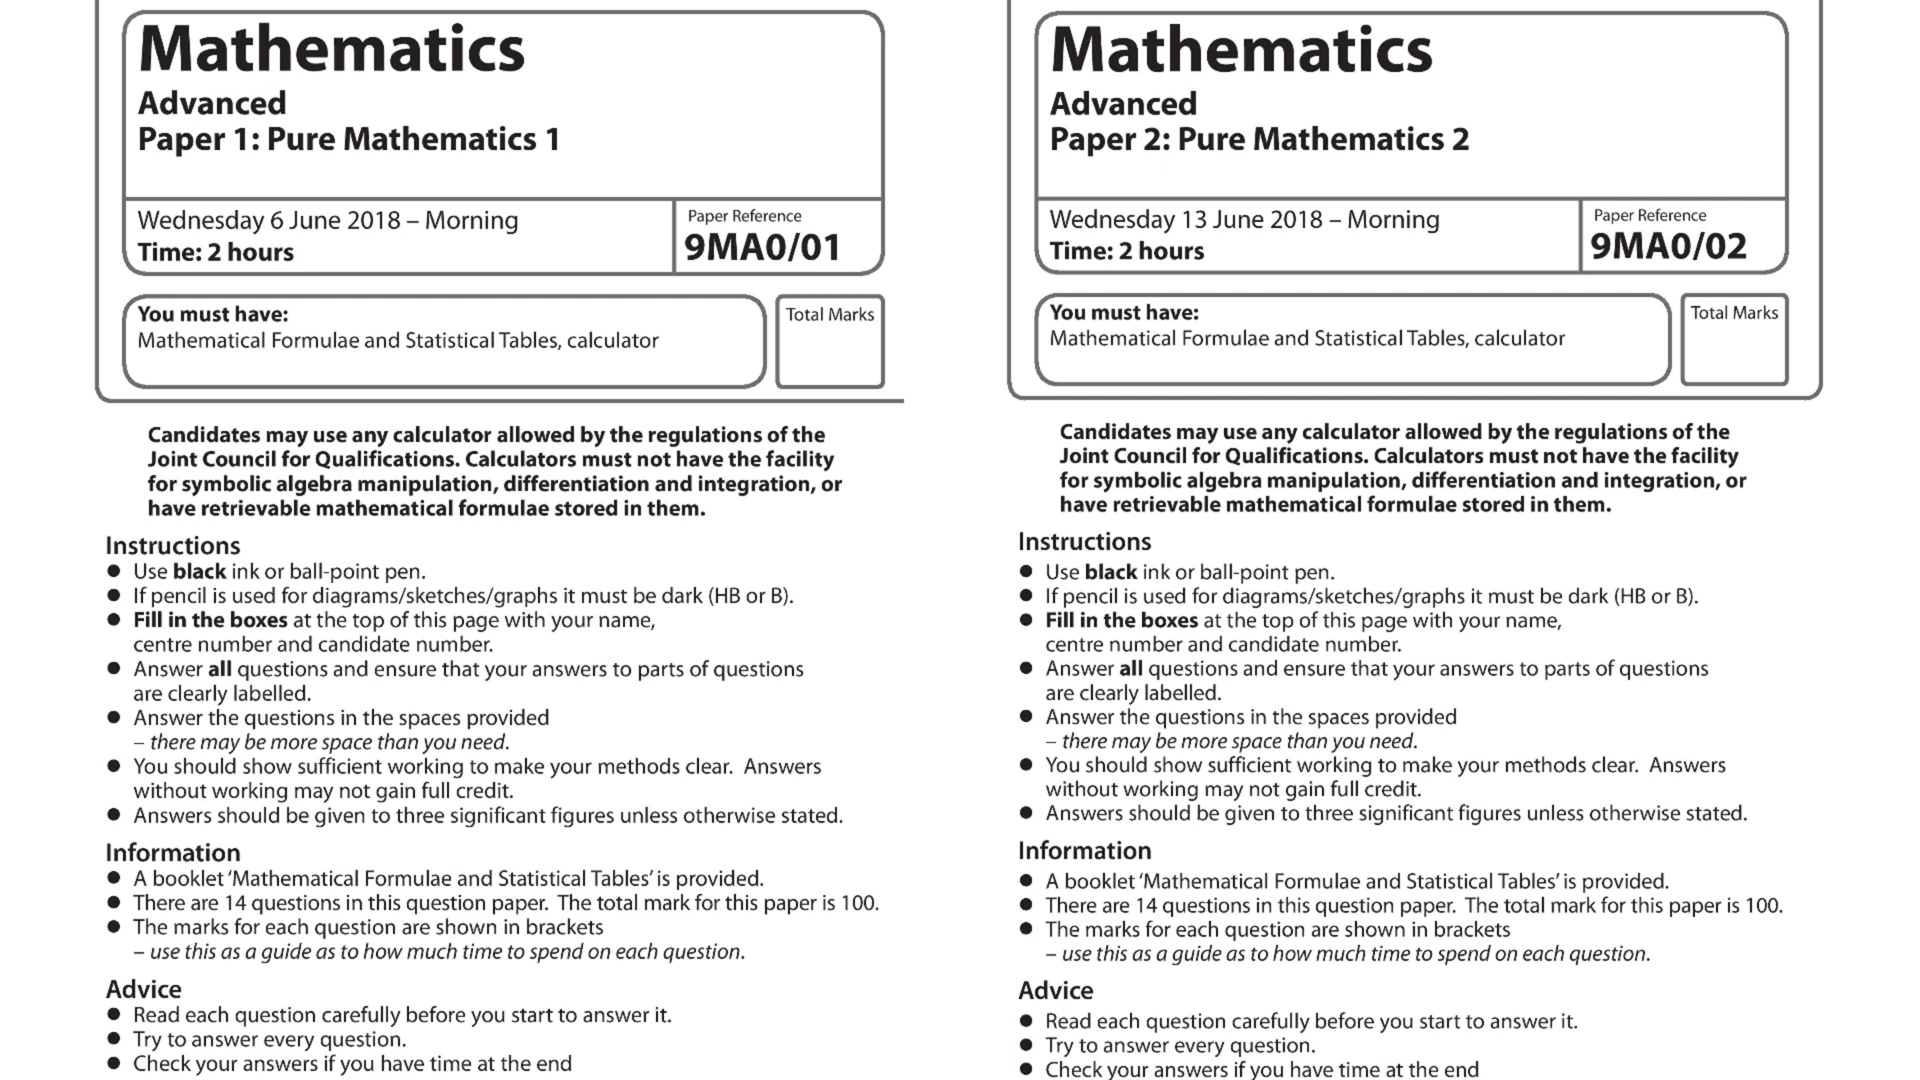 Mathematics
Advanced
Paper 1: Pure Mathematics 1
Wednesday 6 June 2018 – Morning
Time: 2 hours
Paper Reference
9MA0/01
You must have:
Mathematical Formulae and Statistical Tables, calculator
Total Marks
Candidates may use any calculator allowed by the regulations of the
Joint Council for Qualifications. Calculators must not have the facility
for symbolic algebra manipulation, differentiation and integration, or
have retrievable mathematical formulae stored in them.
Instructions
● Use black ink or ball-point pen.
● If pencil is used for diagrams/sketches/graphs it must be dark (HB or B).
● Fill in the boxes at the top of this page with your name,
centre number and candidate number.
● Answer all questions and ensure that your answers to parts of questions
are clearly labelled.
● Answer the questions in the spaces provided
– there may be more space than you need.
● You should show sufficient working to make your methods clear. Answers
without working may not gain full credit.
● Answers should be given to three significant figures unless otherwise stated.
Information
● A booklet ‘Mathematical Formulae and Statistical Tables’ is provided.
● There are 14 questions in this question paper. The total mark for this paper is 100.
● The marks for each question are shown in brackets
– use this as a guide as to how much time to spend on each question.
Advice
● Read each question carefully before you start to answer it.
● Try to answer every question.
● Check your answers if you have time at the end
Mathematics
Advanced
Paper 2: Pure Mathematics 2
Wednesday 13 June 2018 – Morning
Time: 2 hours
Paper Reference
9MA0/02
You must have:
Mathematical Formulae and Statistical Tables, calculator
Total Marks
Candidates may use any calculator allowed by the regulations of the
Joint Council for Qualifications. Calculators must not have the facility
for symbolic algebra manipulation, differentiation and integration, or
have retrievable mathematical formulae stored in them.
Instructions
● Use black ink or ball-point pen.
● If pencil is used for diagrams/sketches/graphs it must be dark (HB or B).
● Fill in the boxes at the top of this page with your name,
centre number and candidate number.
● Answer all questions and ensure that your answers to parts of questions
are clearly labelled.
● Answer the questions in the spaces provided
– there may be more space than you need.
● You should show sufficient working to make your methods clear. Answers
without working may not gain full credit.
● Answers should be given to three significant figures unless otherwise stated.
Information
● A booklet ‘Mathematical Formulae and Statistical Tables’ is provided.
● There are 14 questions in this question paper. The total mark for this paper is 100.
● The marks for each question are shown in brackets
– use this as a guide as to how much time to spend on each question.
Advice
● Read each question carefully before you start to answer it.
● Try to answer every question.
● Check your answers if you have time at the end